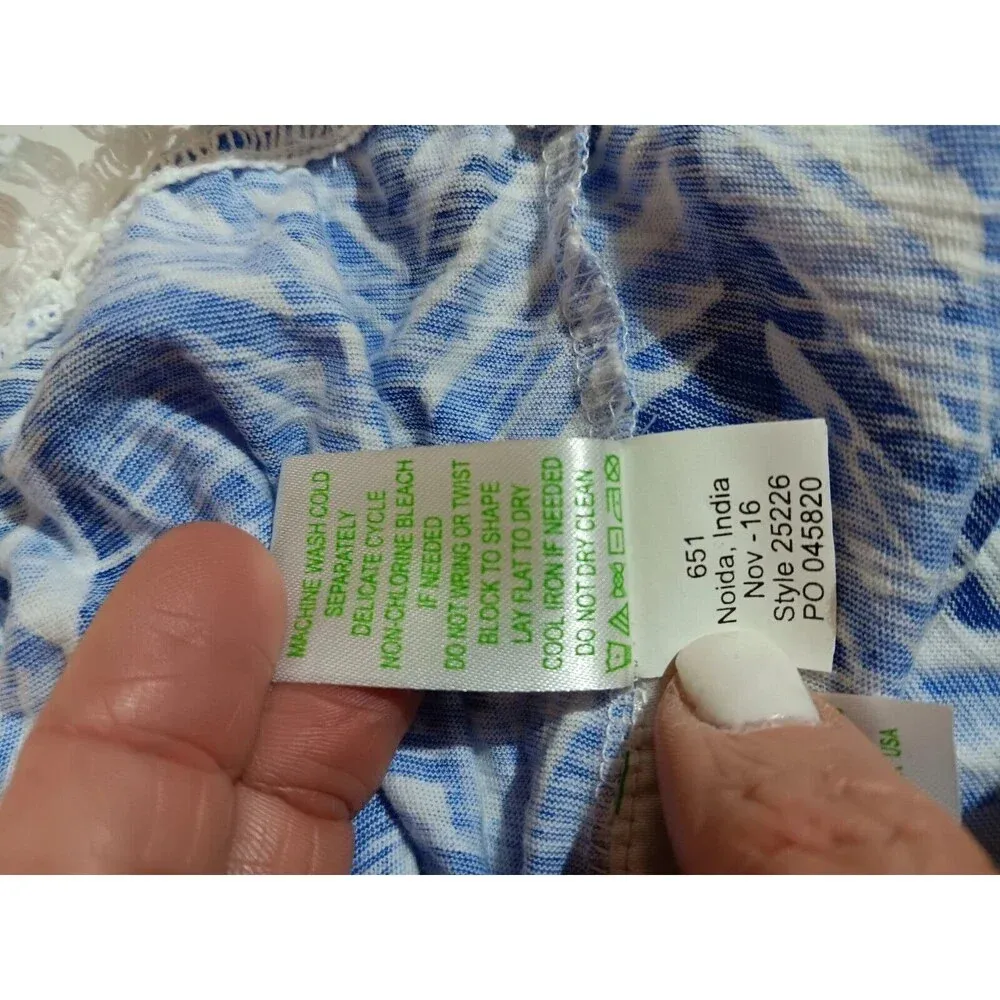 MACHINE WASH COLD
SEPARATELY
DELICATE CYCLE
NON-CHLORINE BLEACH
IF NEEDED
DO NOT WRING OR TWIST
BLOCK TO SHAPE
LAY FLAT TO DRY
COOL IRON IF NEEDED
DO NOT DRY CLEAN
651
Noida, India
Nov -16
Style 25226
PO 045820
USA